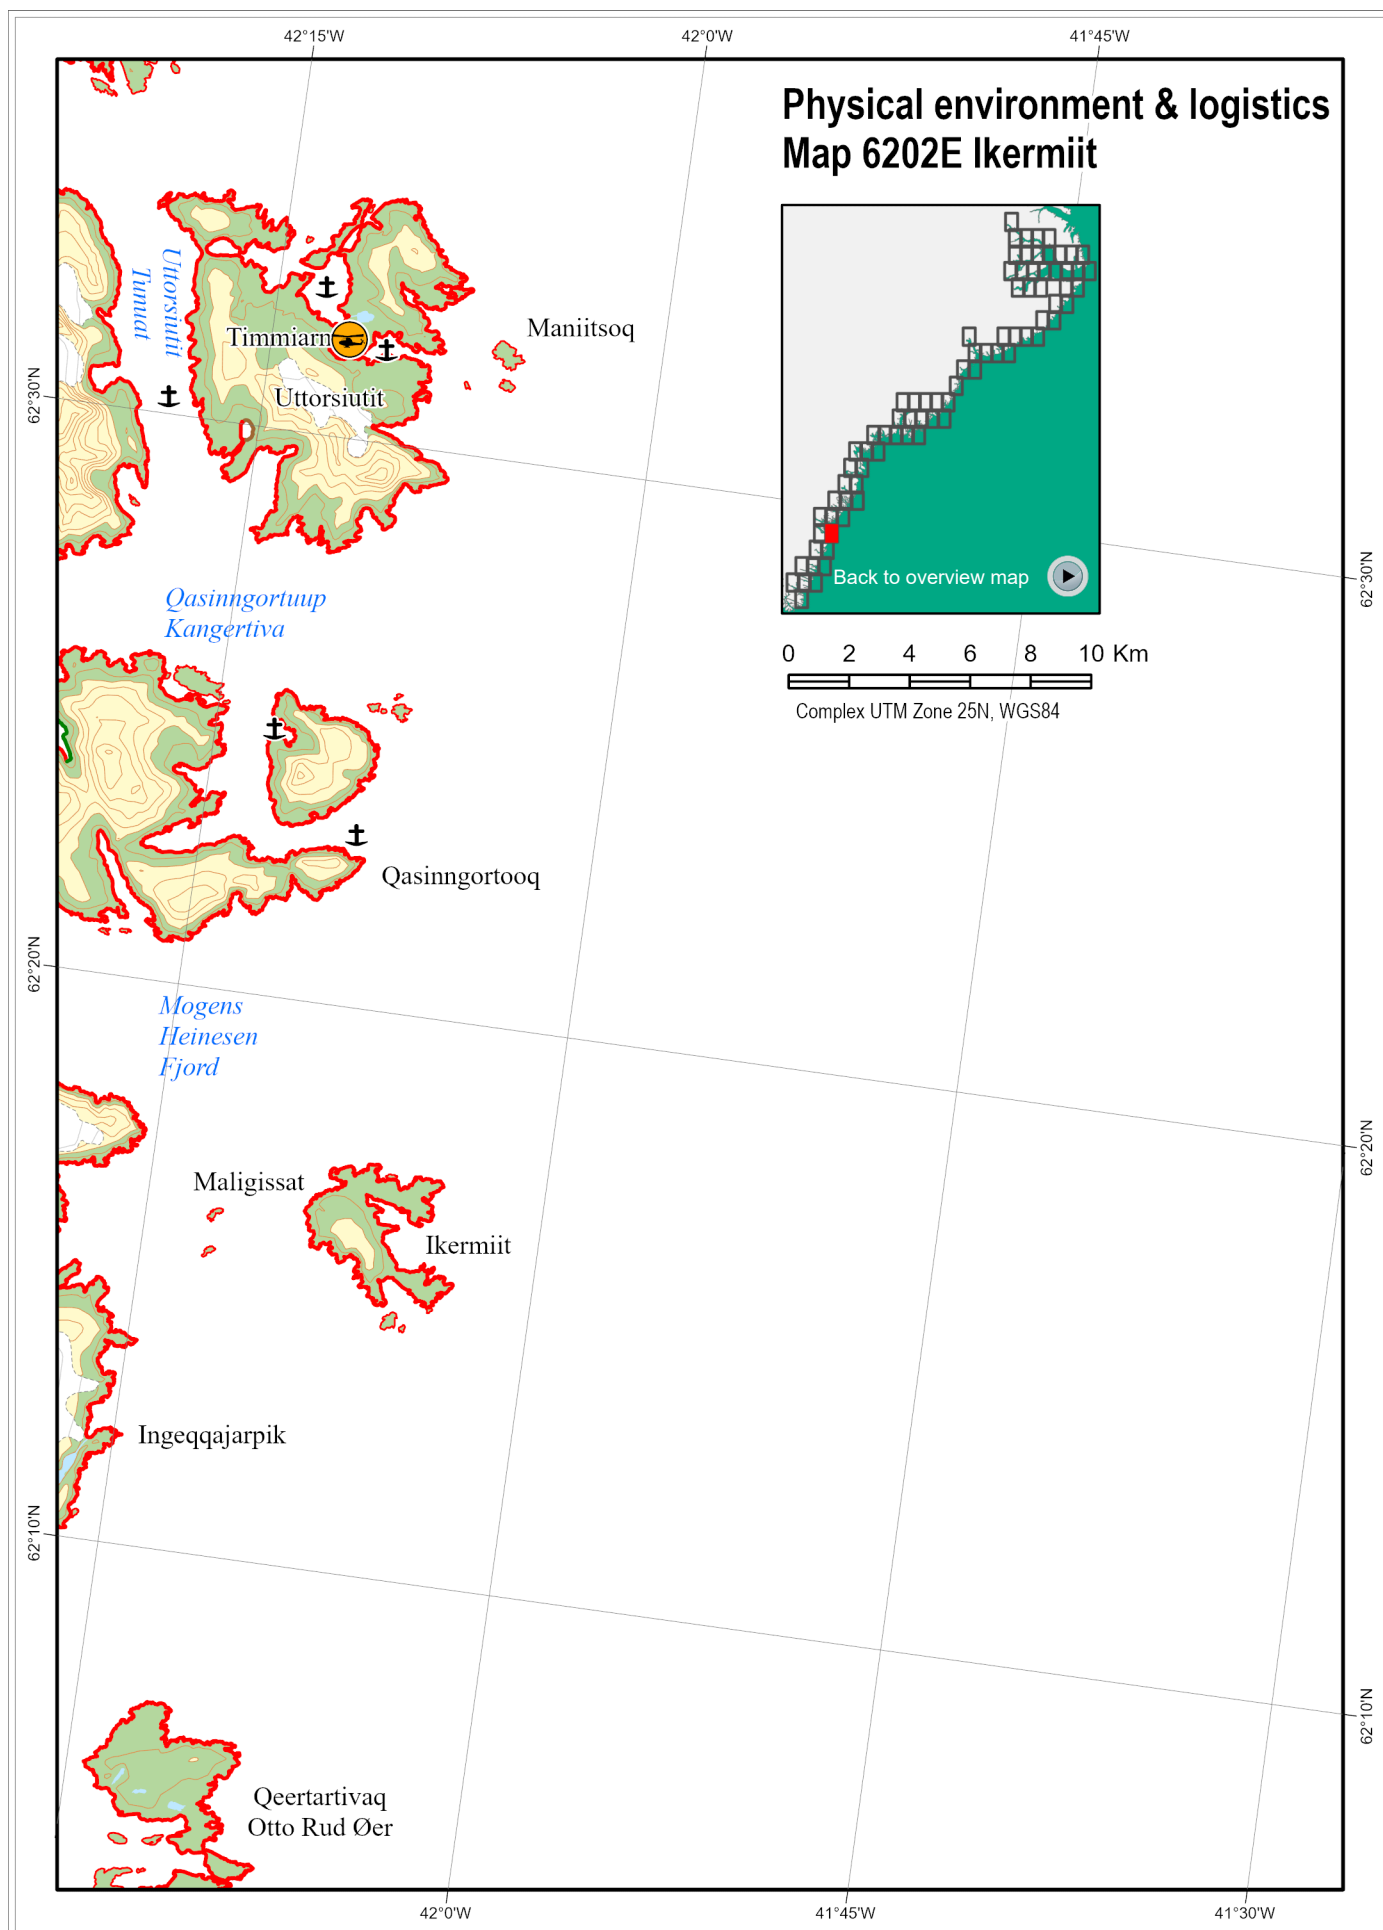 42°15'W
42°0'W
41°45'W
Physical environment & logistics
Map 6202E Ikermiit
Uttorsiutit
Tunuat
Timmiarm
Maniitsoq
Uttorsiutit
62°30'N
Back to overview map
62°30'N
Qasinngortuup
Kangertiva
0 2 4 6 8 10 Km
Complex UTM Zone 25N, WGS84
Qasinngortooq
62°20'N
Mogens
Heinesen
Fjord
62°20'N
Maligissat
Ikermiit
Ingeqqajarpik
62°10'N
62°10'N
Qeertartivaq
Otto Rud Øer
42°0'W
41°45'W
41°30'W